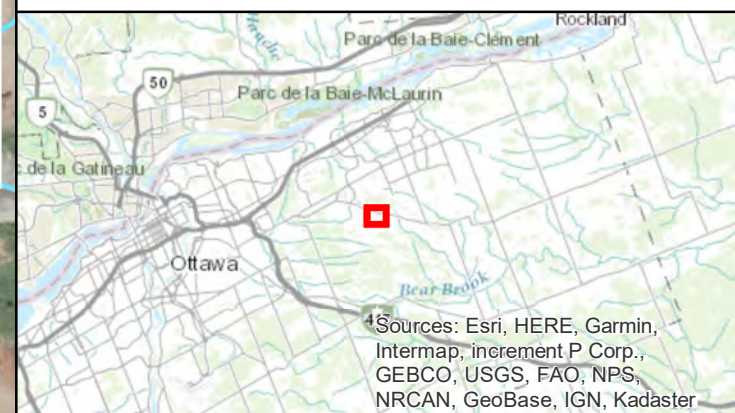 Rockland
Parc de la Baie-Clément
50
Parc de la Baie-McLaurin
5
c de la Gatineau
Ottawa
Bear Brook
Sources: Esri, HERE, Garmin,
Intermap, increment P Corp.,
GEBCO, USGS, FAO, NPS,
NRCAN, GeoBase, IGN, Kadaster